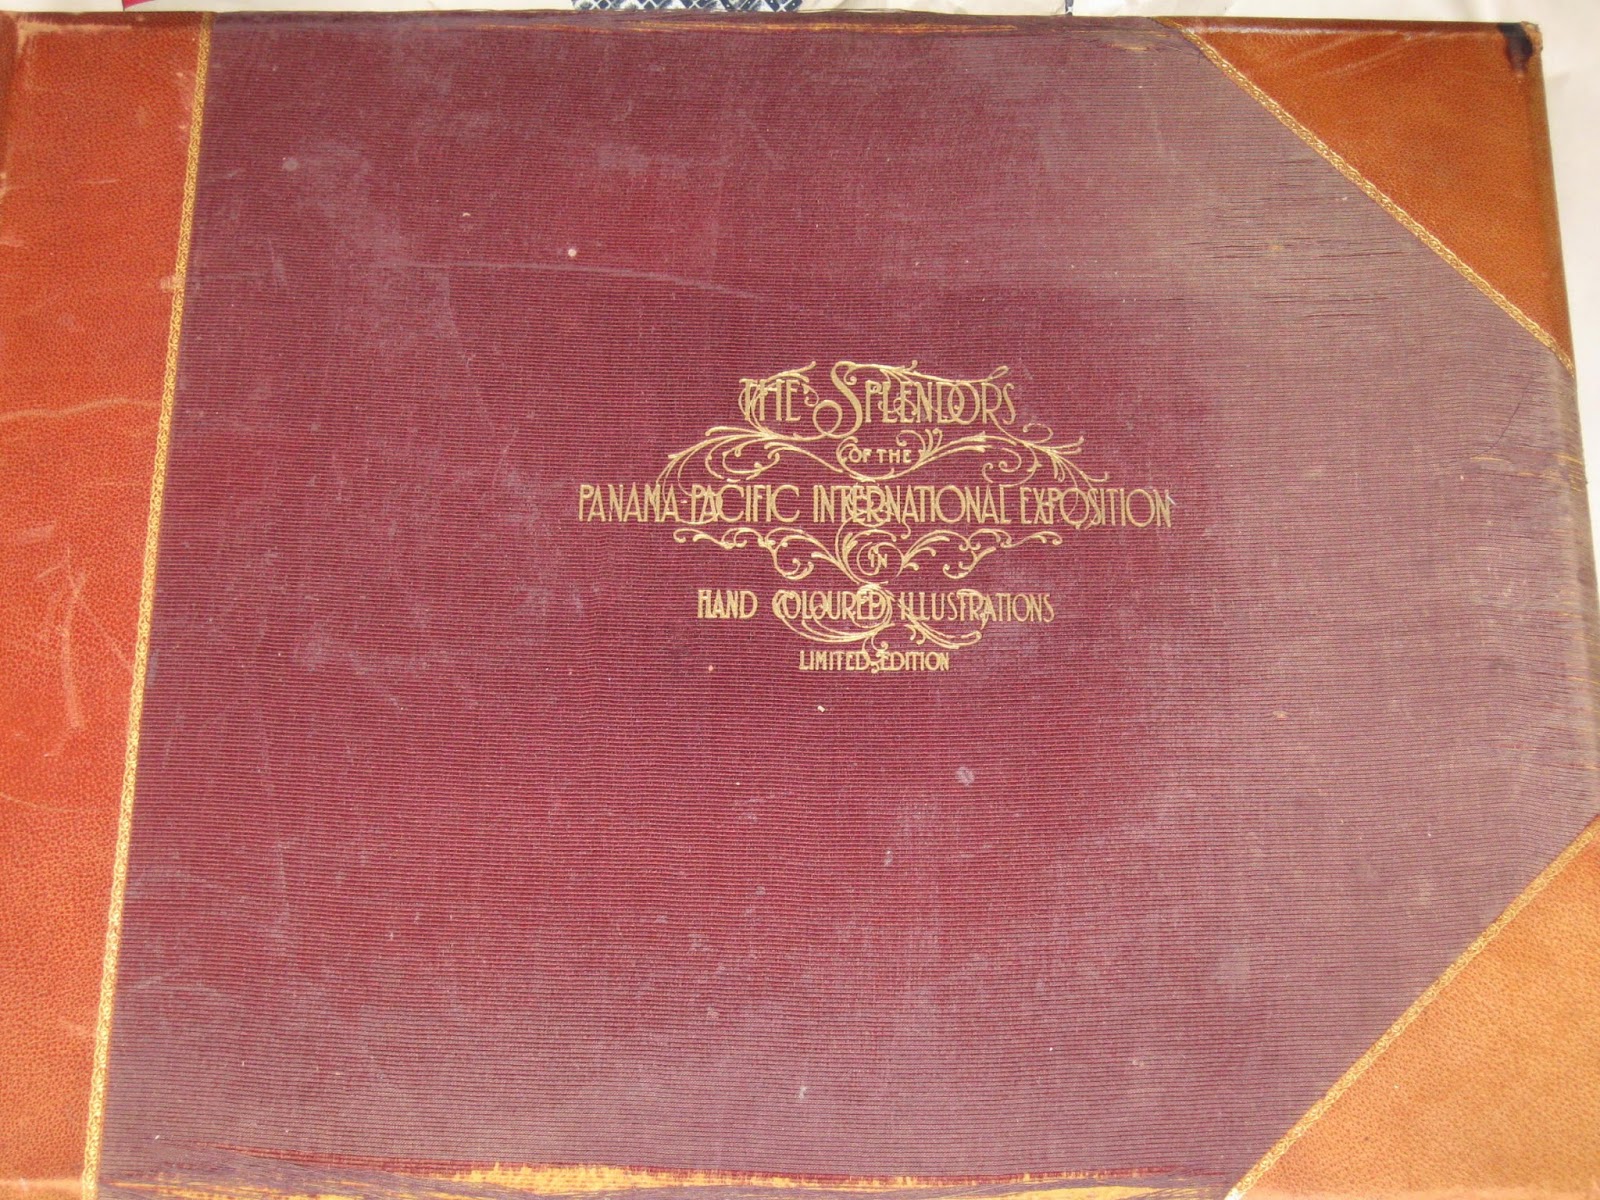 THE SPLENDORS
OF THE
PANAMA-PACIFIC INTERNATIONAL EXPOSITION
IN
HAND COLOURED ILLUSTRATIONS
LIMITED-EDITION